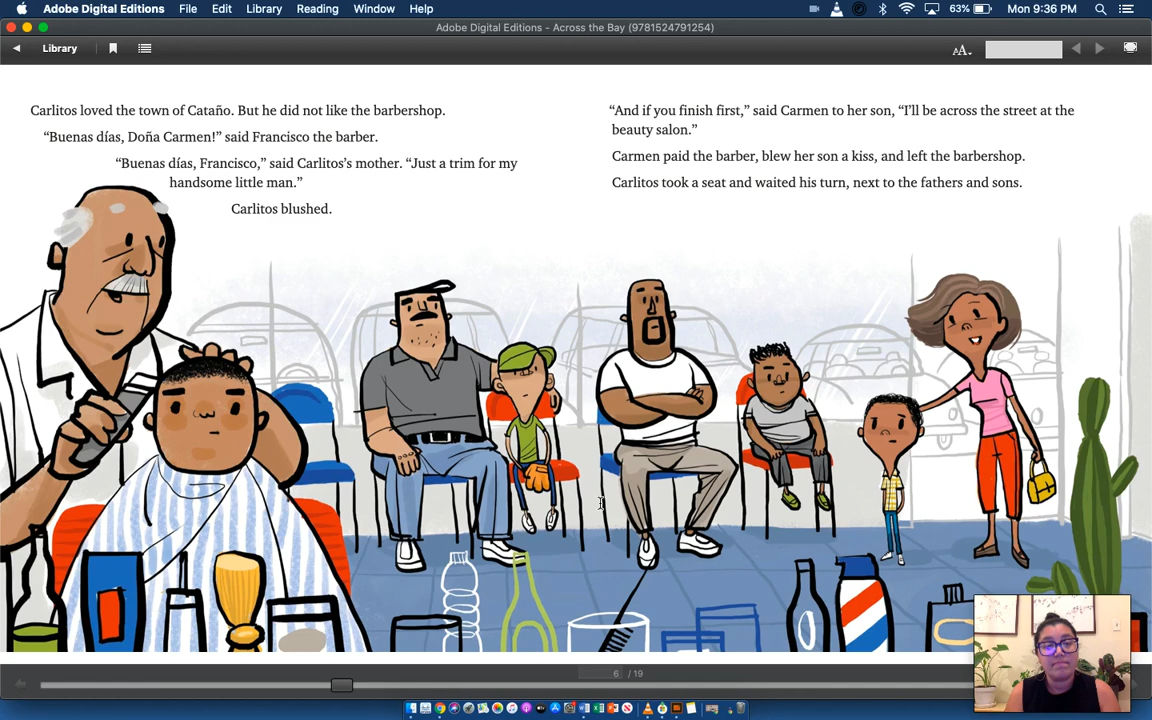 Adobe Digital Editions File Edit Library Reading Window Help 63% Mon 9:36 PM
Adobe Digital Editions - Across the Bay (9781524791254)
Library AA
Carlitos loved the town of Cataño. But he did not like the barbershop.
“Buenas días, Doña Carmen!” said Francisco the barber.
“Buenas días, Francisco,” said Carlitos’s mother. “Just a trim for my
handsome little man.”
Carlitos blushed.
“And if you finish first,” said Carmen to her son, “I’ll be across the street at the
beauty salon.”
Carmen paid the barber, blew her son a kiss, and left the barbershop.
Carlitos took a seat and waited his turn, next to the fathers and sons.
6 / 19